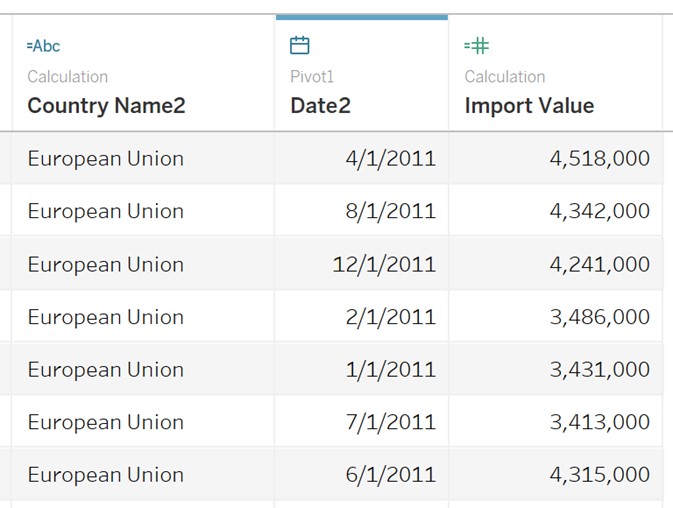 =Abc =#
Calculation Pivot1 Calculation
Country Name2 Date2 Import Value
European Union 4/1/2011 4,518,000
European Union 8/1/2011 4,342,000
European Union 12/1/2011 4,241,000
European Union 2/1/2011 3,486,000
European Union 1/1/2011 3,431,000
European Union 7/1/2011 3,413,000
European Union 6/1/2011 4,315,000